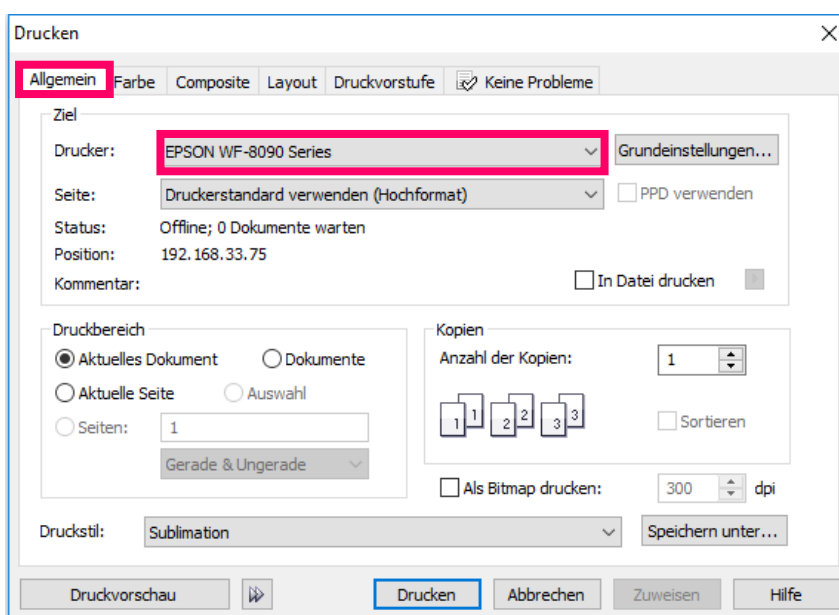 Drucken
Allgemein Farbe Composite Layout Druckvorstufe Keine Probleme
Ziel
Drucker: EPSON WF-8090 Series Grundeinstellungen...
Seite: Druckerstandard verwenden (Hochformat) PPD verwenden
Status: Offline; 0 Dokumente warten
Position: 192.168.33.75
Kommentar: In Datei drucken
Druckbereich Kopien
Aktuelles Dokument Dokumente Anzahl der Kopien: 1
Aktuelle Seite Auswahl
1 1 2 2 3 3 Sortieren
Seiten: 1
Gerade & Ungerade
Als Bitmap drucken: 300 dpi
Druckstil: Sublimation Speichern unter...
Druckvorschau Drucken Abbrechen Zuweisen Hilfe